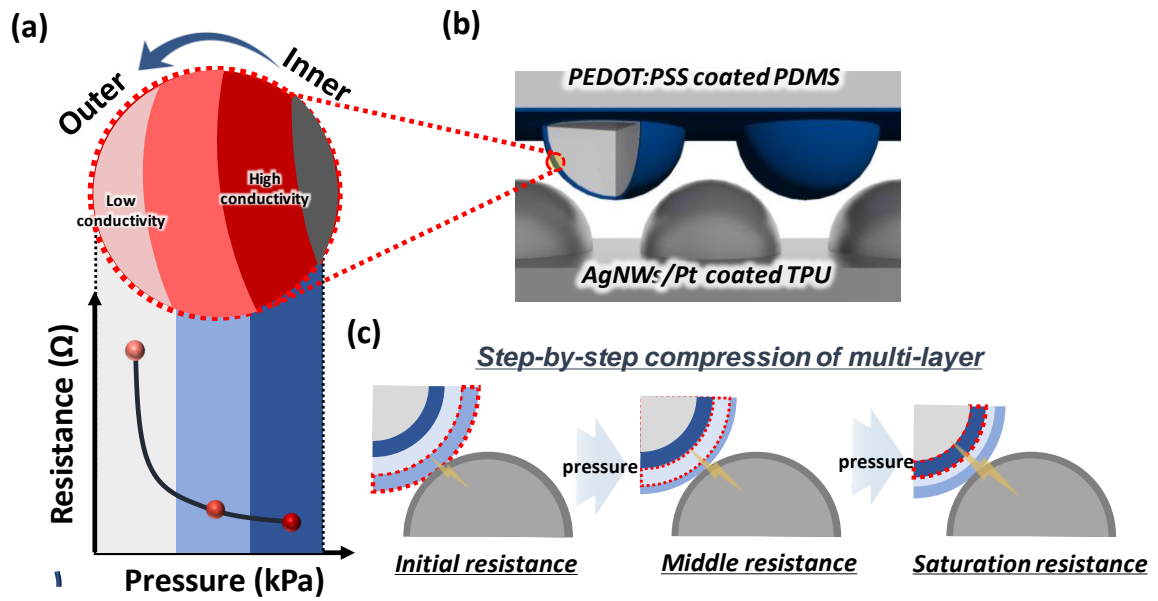 (a)
Outer
Inner
Low
conductivity
High
conductivity
Resistance (Ω)
Pressure (kPa)
(b)
PEDOT:PSS coated PDMS
AgNWs/Pt coated TPU
(c)
Step-by-step compression of multi-layer
pressure
pressure
Initial resistance
Middle resistance
Saturation resistance